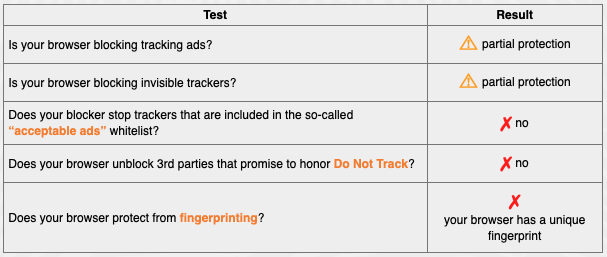 Test Result
Is your browser blocking tracking ads? ⚠ partial protection
Is your browser blocking invisible trackers? ⚠ partial protection
Does your blocker stop trackers that are included in the so-called
“acceptable ads” whitelist? ✗ no
Does your browser unblock 3rd parties that promise to honor Do Not Track? ✗ no
Does your browser protect from fingerprinting? ✗
your browser has a unique
fingerprint